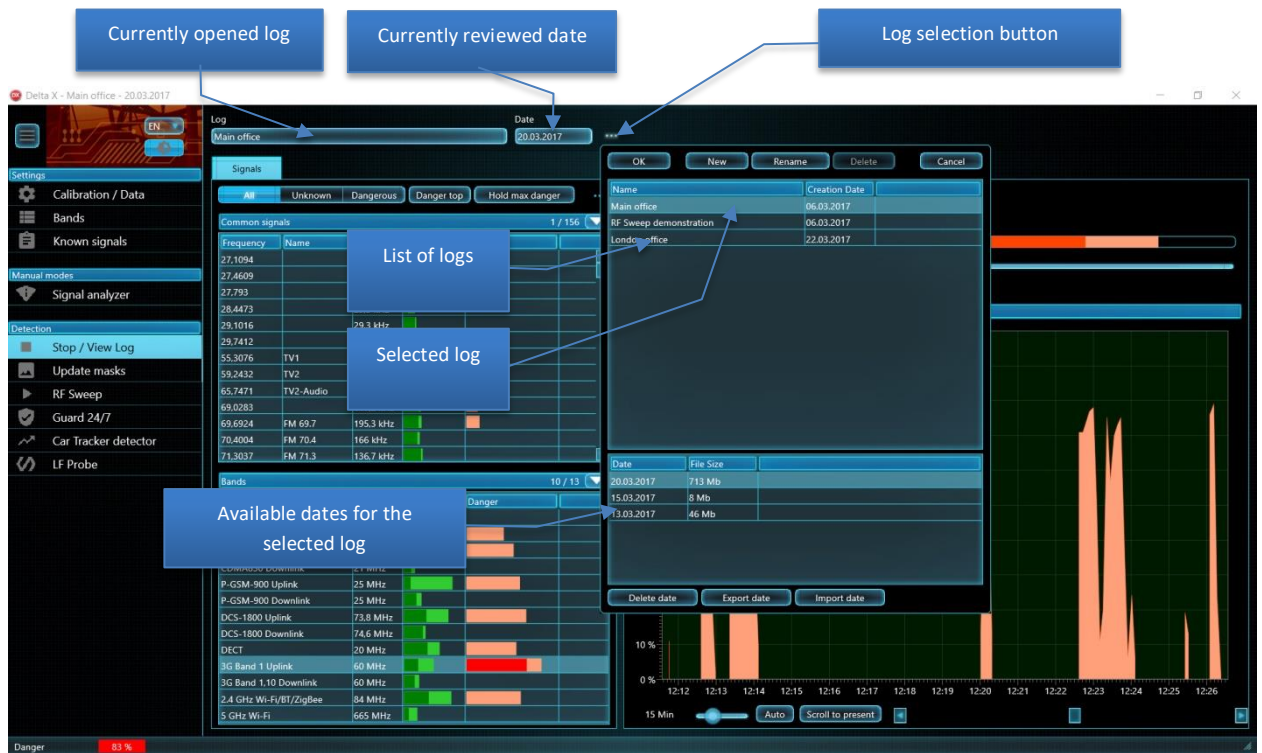 Currently opened log
Currently reviewed date
Log selection button
Delta X - Main office - 20.03.2017
EN
Log
Date
Main office
20.03.2017
Signals
All
Unknown
Dangerous
Danger top
Hold max danger
Settings
Calibration / Data
Bands
Known signals
Manual modes
Signal analyzer
Detection
Stop / View Log
Update masks
RF Sweep
Guard 24/7
Car Tracker detector
LF Probe
Common signals 1 / 156
Frequency Name
27,1094
27,4609
27,793
28,4473
29,1016 29,3 kHz
29,7412
55,3076 TV1
59,2432 TV2
65,7471 TV2-Audio
69,0283
69,6924 FM 69.7 195,3 kHz
70,4004 FM 70.4 166 kHz
71,3037 FM 71.3 136,7 kHz
List of logs
Selected log
Bands 10 / 13
Danger
Available dates for the
selected log
P-GSM-900 Uplink 25 MHz
P-GSM-900 Downlink 25 MHz
DCS-1800 Uplink 73,8 MHz
DCS-1800 Downlink 74,6 MHz
DECT 20 MHz
3G Band 1 Uplink 60 MHz
3G Band 1,10 Downlink 60 MHz
2.4 GHz Wi-Fi/BT/ZigBee 84 MHz
5 GHz Wi-Fi 665 MHz
OK New Rename Delete Cancel
Name Creation Date
Main office 06.03.2017
RF Sweep demonstration 06.03.2017
London office 22.03.2017
Date File Size
20.03.2017 713 Mb
15.03.2017 8 Mb
13.03.2017 46 Mb
Delete date Export date Import date
10 %
0 %
12:12 12:13 12:14 12:15 12:16 12:17 12:18 12:19 12:20 12:21 12:22 12:23 12:24 12:25 12:26
15 Min Auto Scroll to present
Danger 83 %